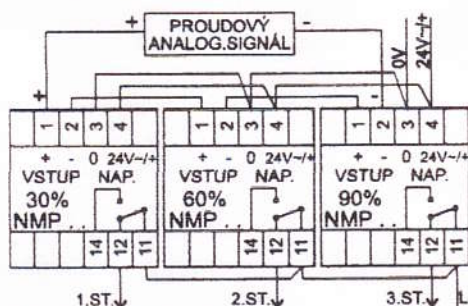 + PROUDOVÝ -
ANALOG.SIGNÁL
0V
24V~/+
+ -
1 2 3 4
+ - 0 24V~/+
VSTUP NAP.
30%
NMP . .
14 12 11
1.ST.
1 2 3 4
+ - 0 24V~/+
VSTUP NAP.
60%
NMP . .
14 12 11
2.ST.
1 2 3 4
+ - 0 24V~/+
VSTUP NAP.
90%
NMP . .
14 12 11
3.ST.
L